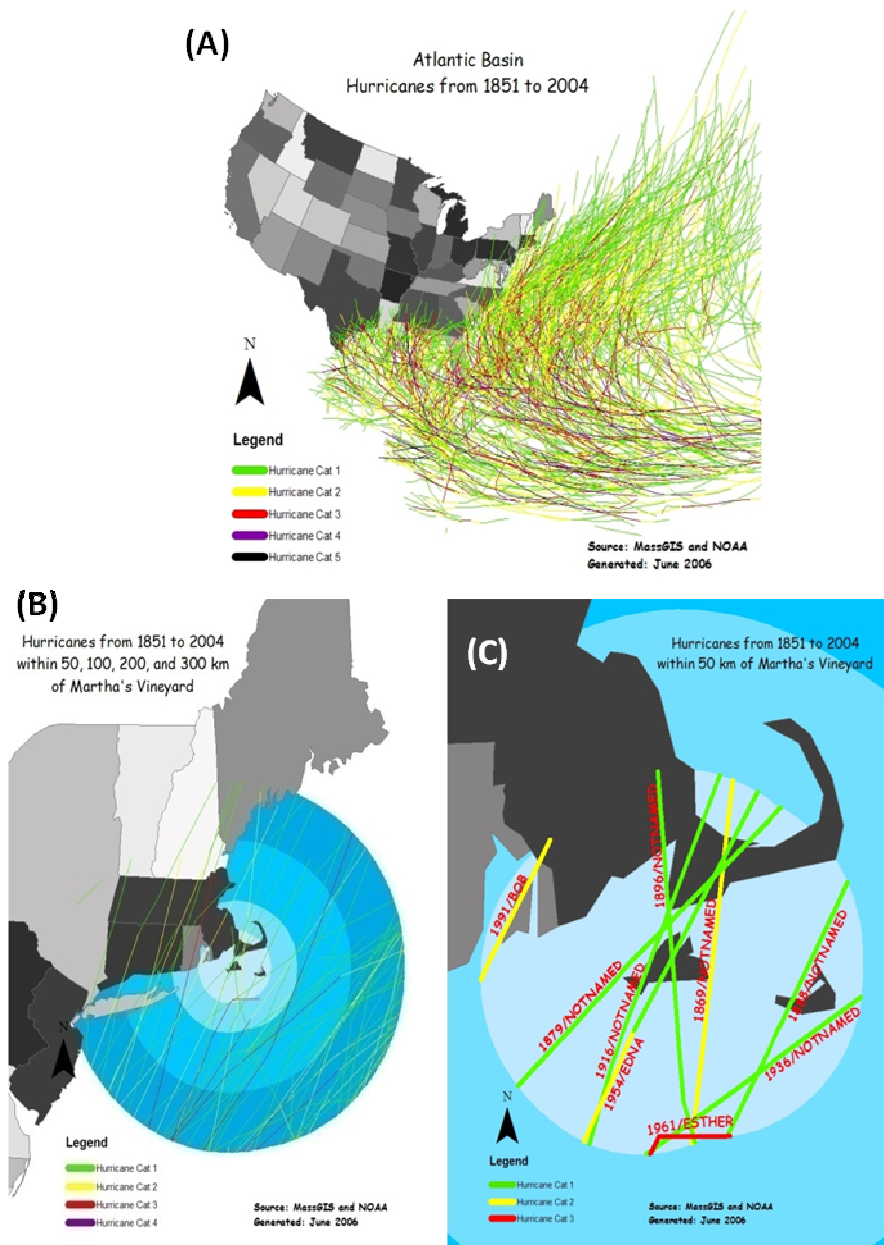 (A)
Atlantic Basin
Hurricanes from 1851 to 2004
N
Legend
Hurricane Cat 1
Hurricane Cat 2
Hurricane Cat 3
Hurricane Cat 4
Hurricane Cat 5
Source: MassGIS and NOAA
Generated: June 2006
(B)
Hurricanes from 1851 to 2004
within 50, 100, 200, and 300 km
of Martha's Vineyard
N
Legend
Hurricane Cat 1
Hurricane Cat 2
Hurricane Cat 3
Hurricane Cat 4
Source: MassGIS and NOAA
Generated: June 2006
(C)
Hurricanes from 1851 to 2004
within 50 km of Martha's Vineyard
1991/BOB
1896/NOTNAMED
1869/NOTNAMED
1879/NOTNAMED
1916/NOTNAMED
1954/EDNA
/NOTNAMED
1936/NOTNAMED
1961/ESTHER
N
Legend
Hurricane Cat 1
Hurricane Cat 2
Hurricane Cat 3
Source: MassGIS and NOAA
Generated: June 2006